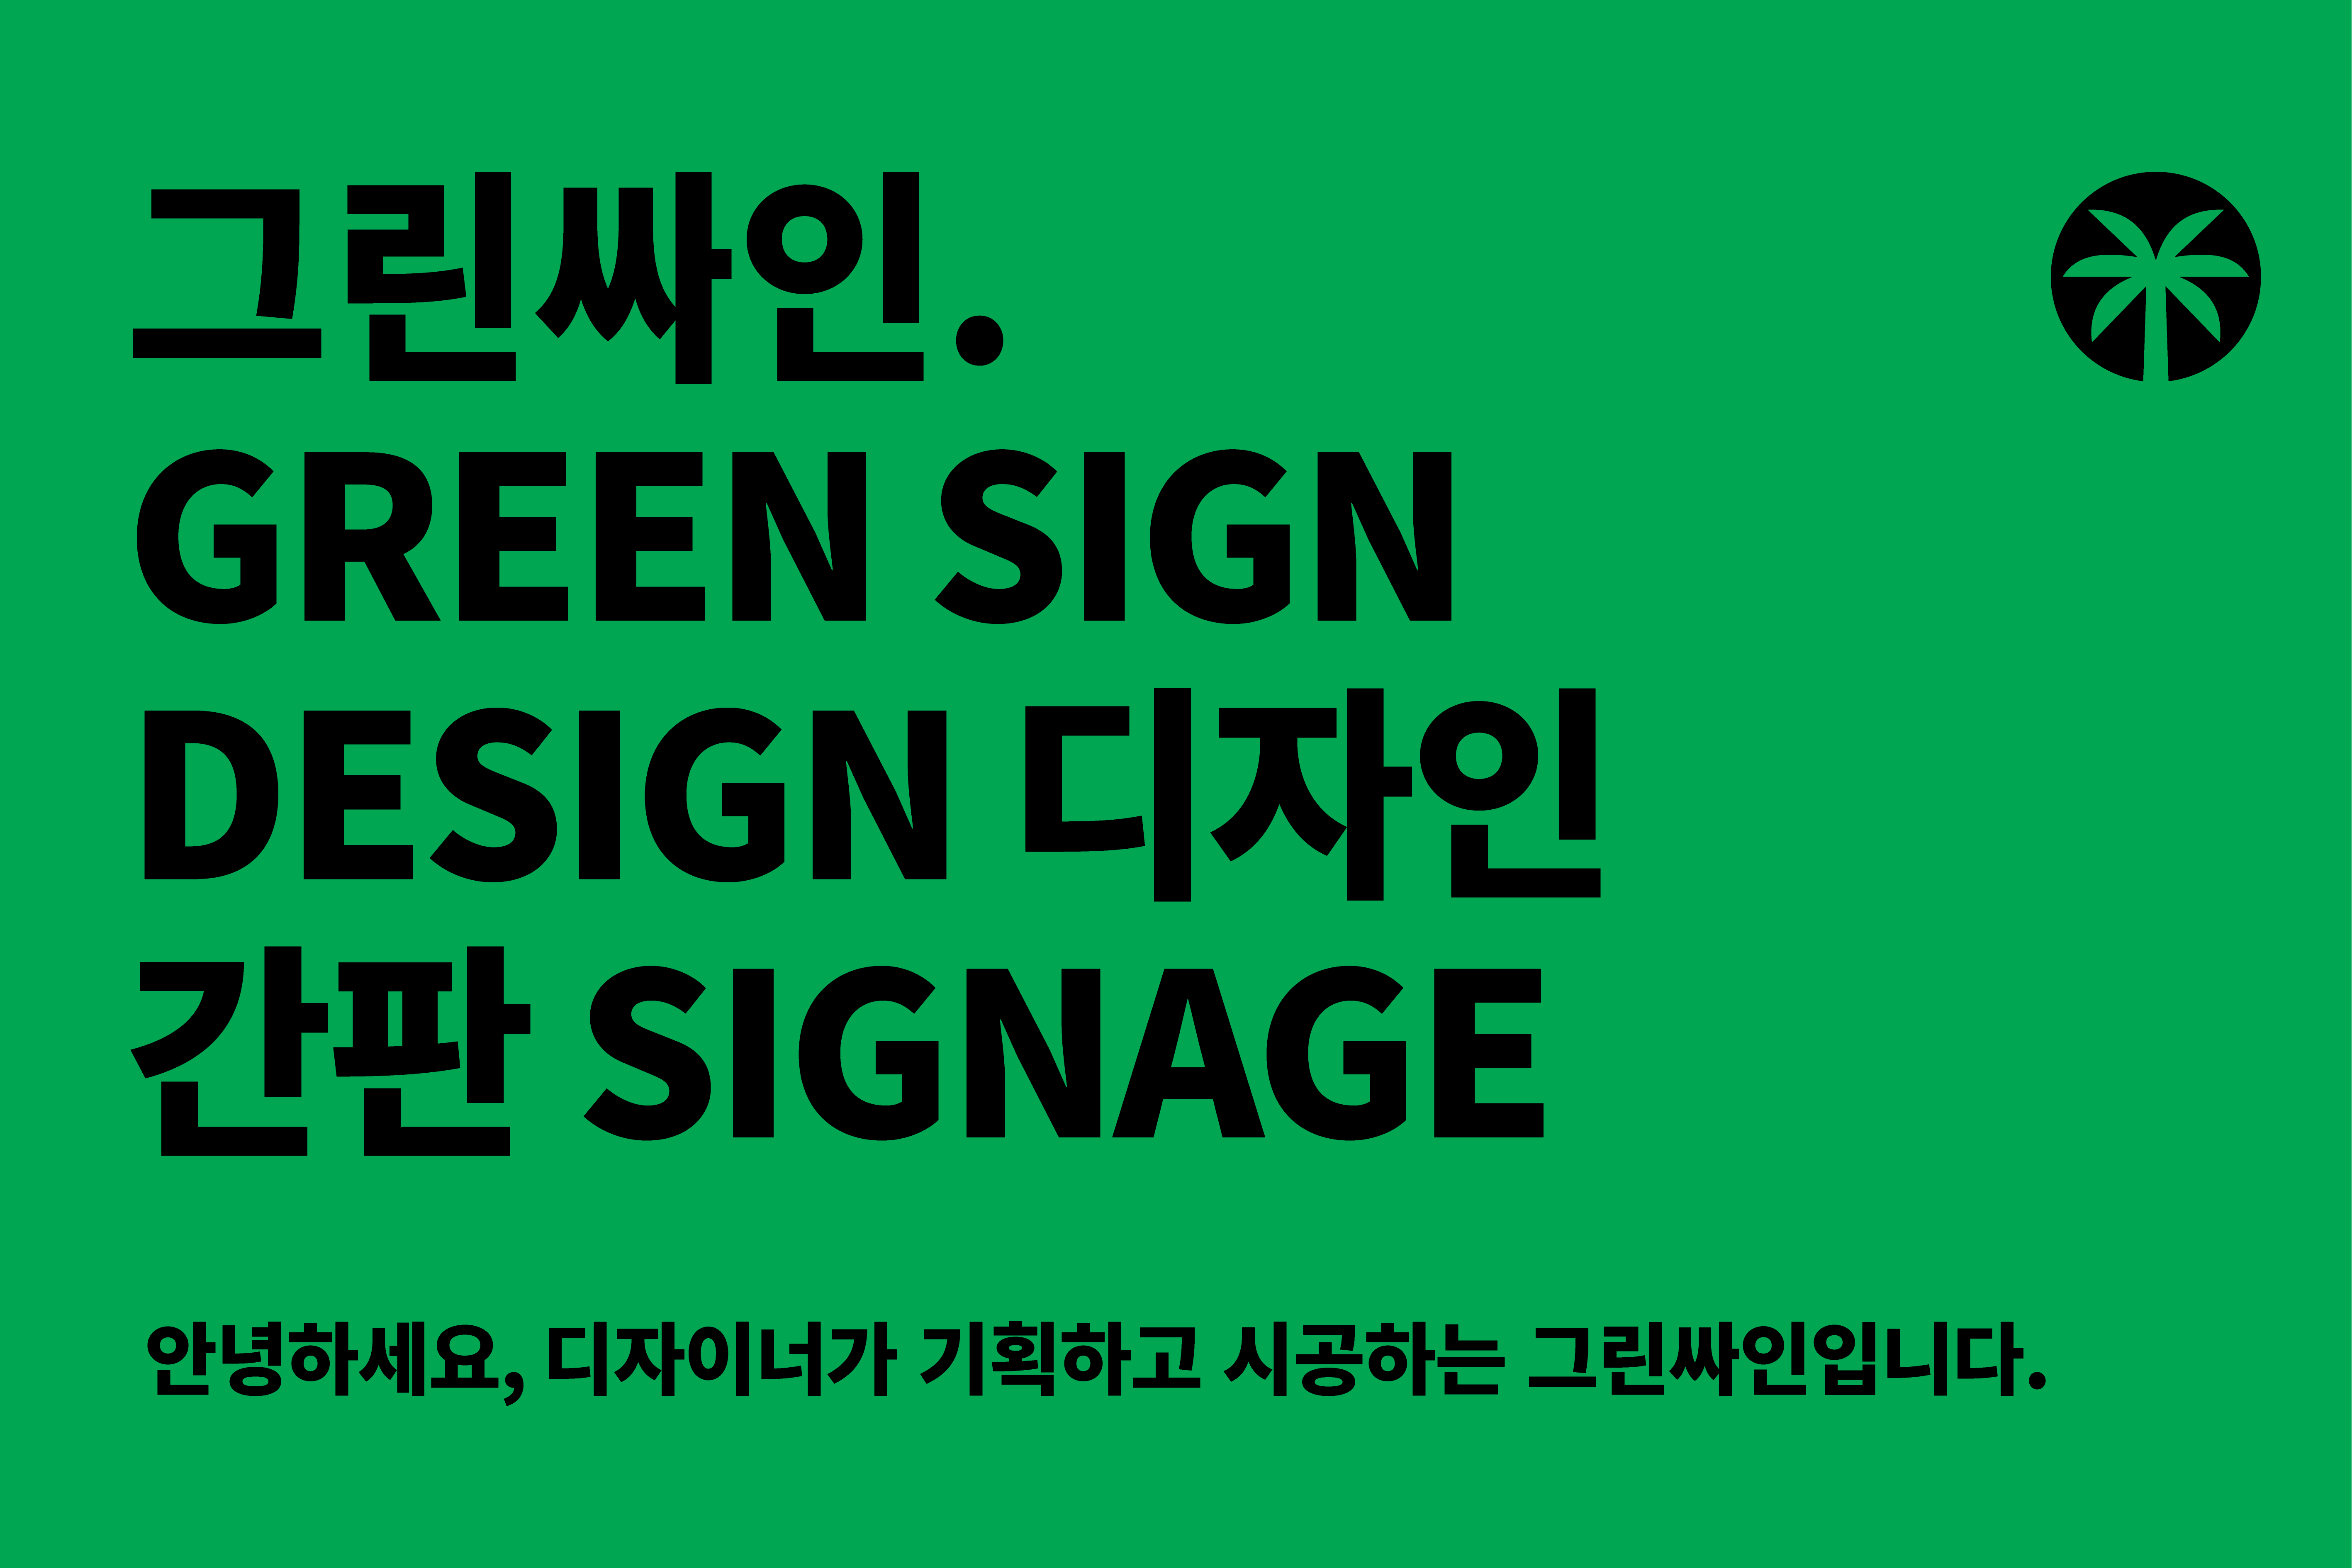 그린싸인.
GREEN SIGN
DESIGN 디자인
간판 SIGNAGE
안녕하세요, 디자이너가 기획하고 시공하는 그린싸인입니다.